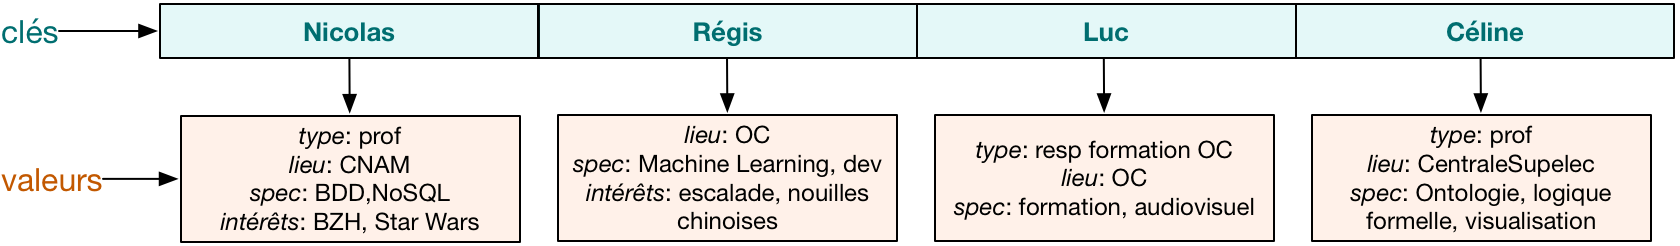 clés
Nicolas
Régis
Luc
Céline
valeurs
type: prof
lieu: CNAM
spec: BDD,NoSQL
intérêts: BZH, Star Wars
lieu: OC
spec: Machine Learning, dev
intérêts: escalade, nouilles
chinoises
type: resp formation OC
lieu: OC
spec: formation, audiovisuel
type: prof
lieu: CentraleSupelec
spec: Ontologie, logique
formelle, visualisation